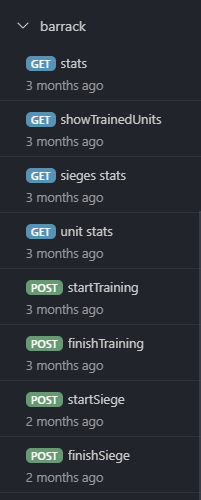 barrack
GET stats
3 months ago
GET showTrainedUnits
3 months ago
GET sieges stats
3 months ago
GET unit stats
3 months ago
POST startTraining
3 months ago
POST finishTraining
3 months ago
POST startSiege
2 months ago
POST finishSiege
2 months ago